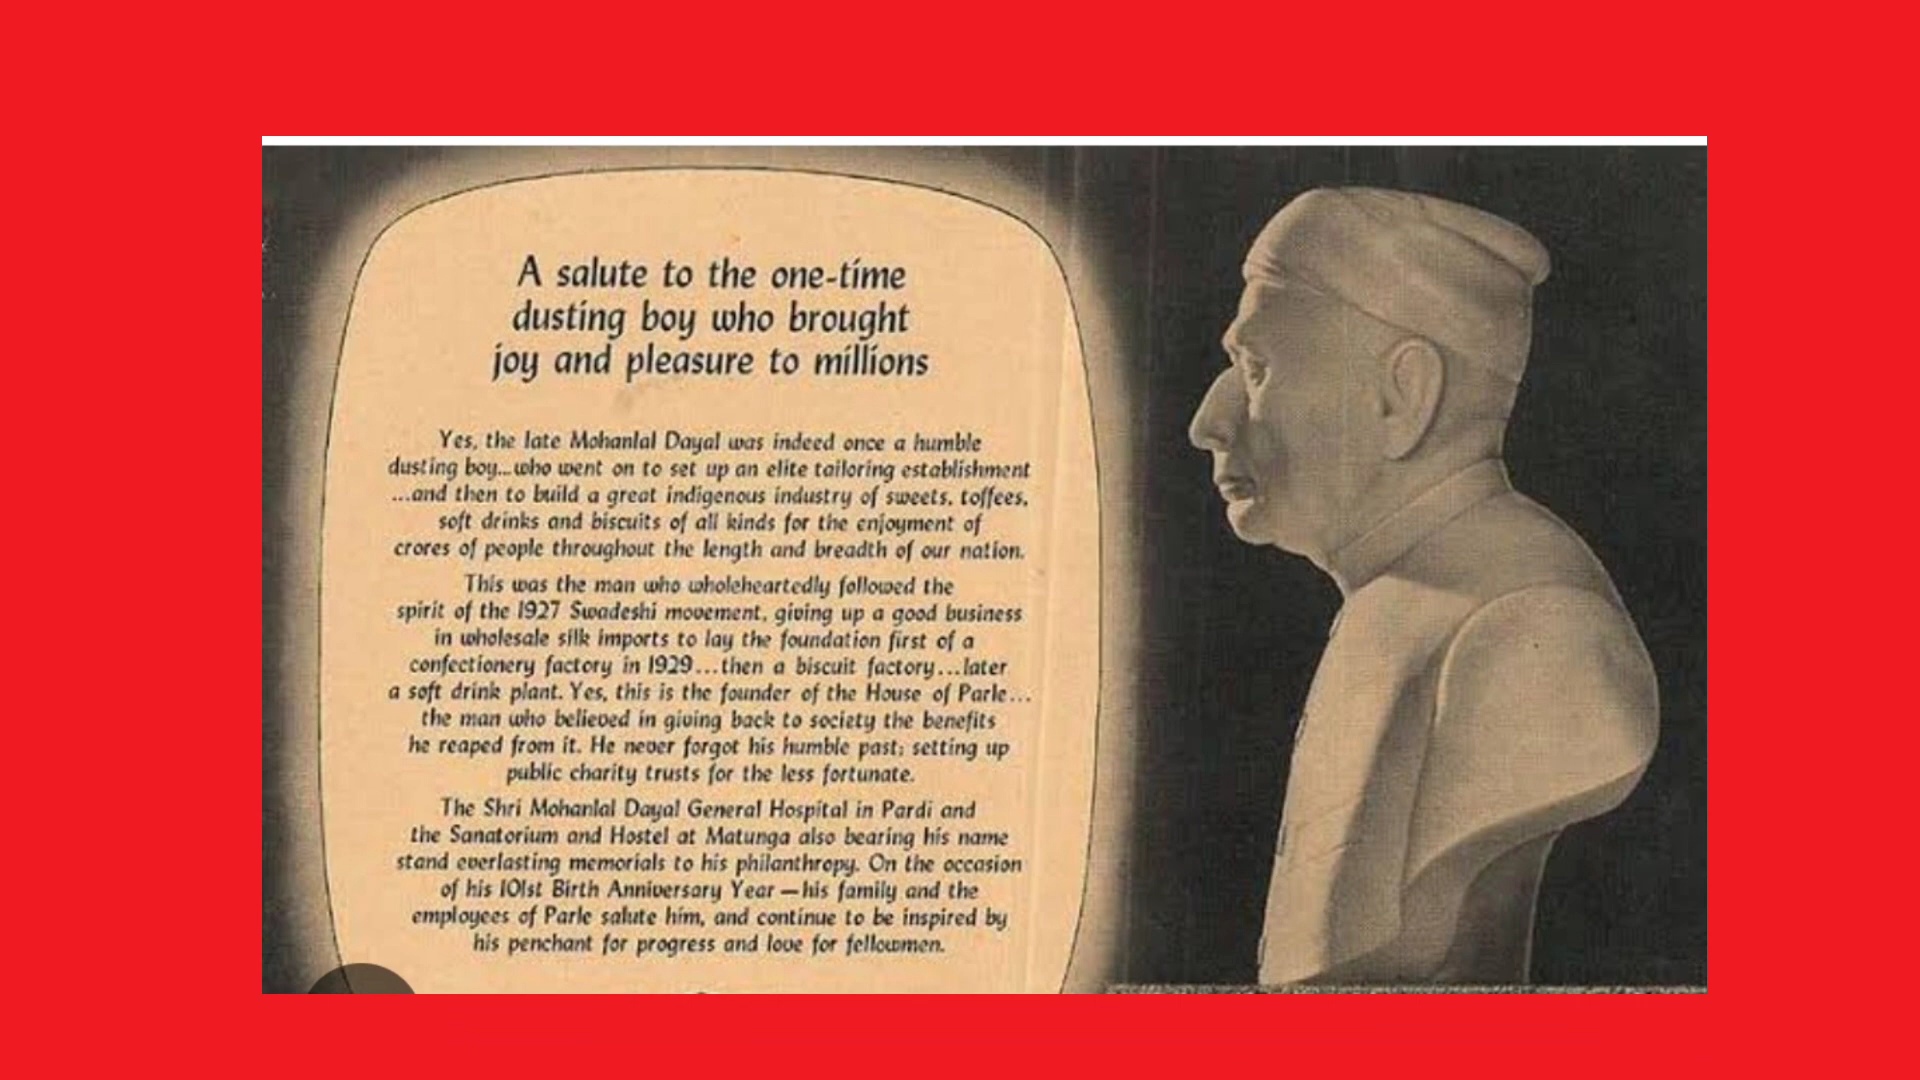 A salute to the one-time
dusting boy who brought
joy and pleasure to millions
Yes, the late Mohanlal Dayal was indeed once a humble
dusting boy...who went on to set up an elite tailoring establishment
...and then to build a great indigenous industry of sweets, toffees,
soft drinks and biscuits of all kinds for the enjoyment of
crores of people throughout the length and breadth of our nation.
This was the man who wholeheartedly followed the
spirit of the 1927 Swadeshi movement, giving up a good business
in wholesale silk imports to lay the foundation first of a
confectionery factory in 1929...then a biscuit factory...later
a soft drink plant. Yes, this is the founder of the House of Parle...
the man who believed in giving back to society the benefits
he reaped from it. He never forgot his humble past; setting up
public charity trusts for the less fortunate.
The Shri Mohanlal Dayal General Hospital in Pardi and
the Sanatorium and Hostel at Matunga also bearing his name
stand everlasting memorials to his philanthropy. On the occasion
of his 101st Birth Anniversary Year — his family and the
employees of Parle salute him, and continue to be inspired by
his penchant for progress and love for fellowmen.